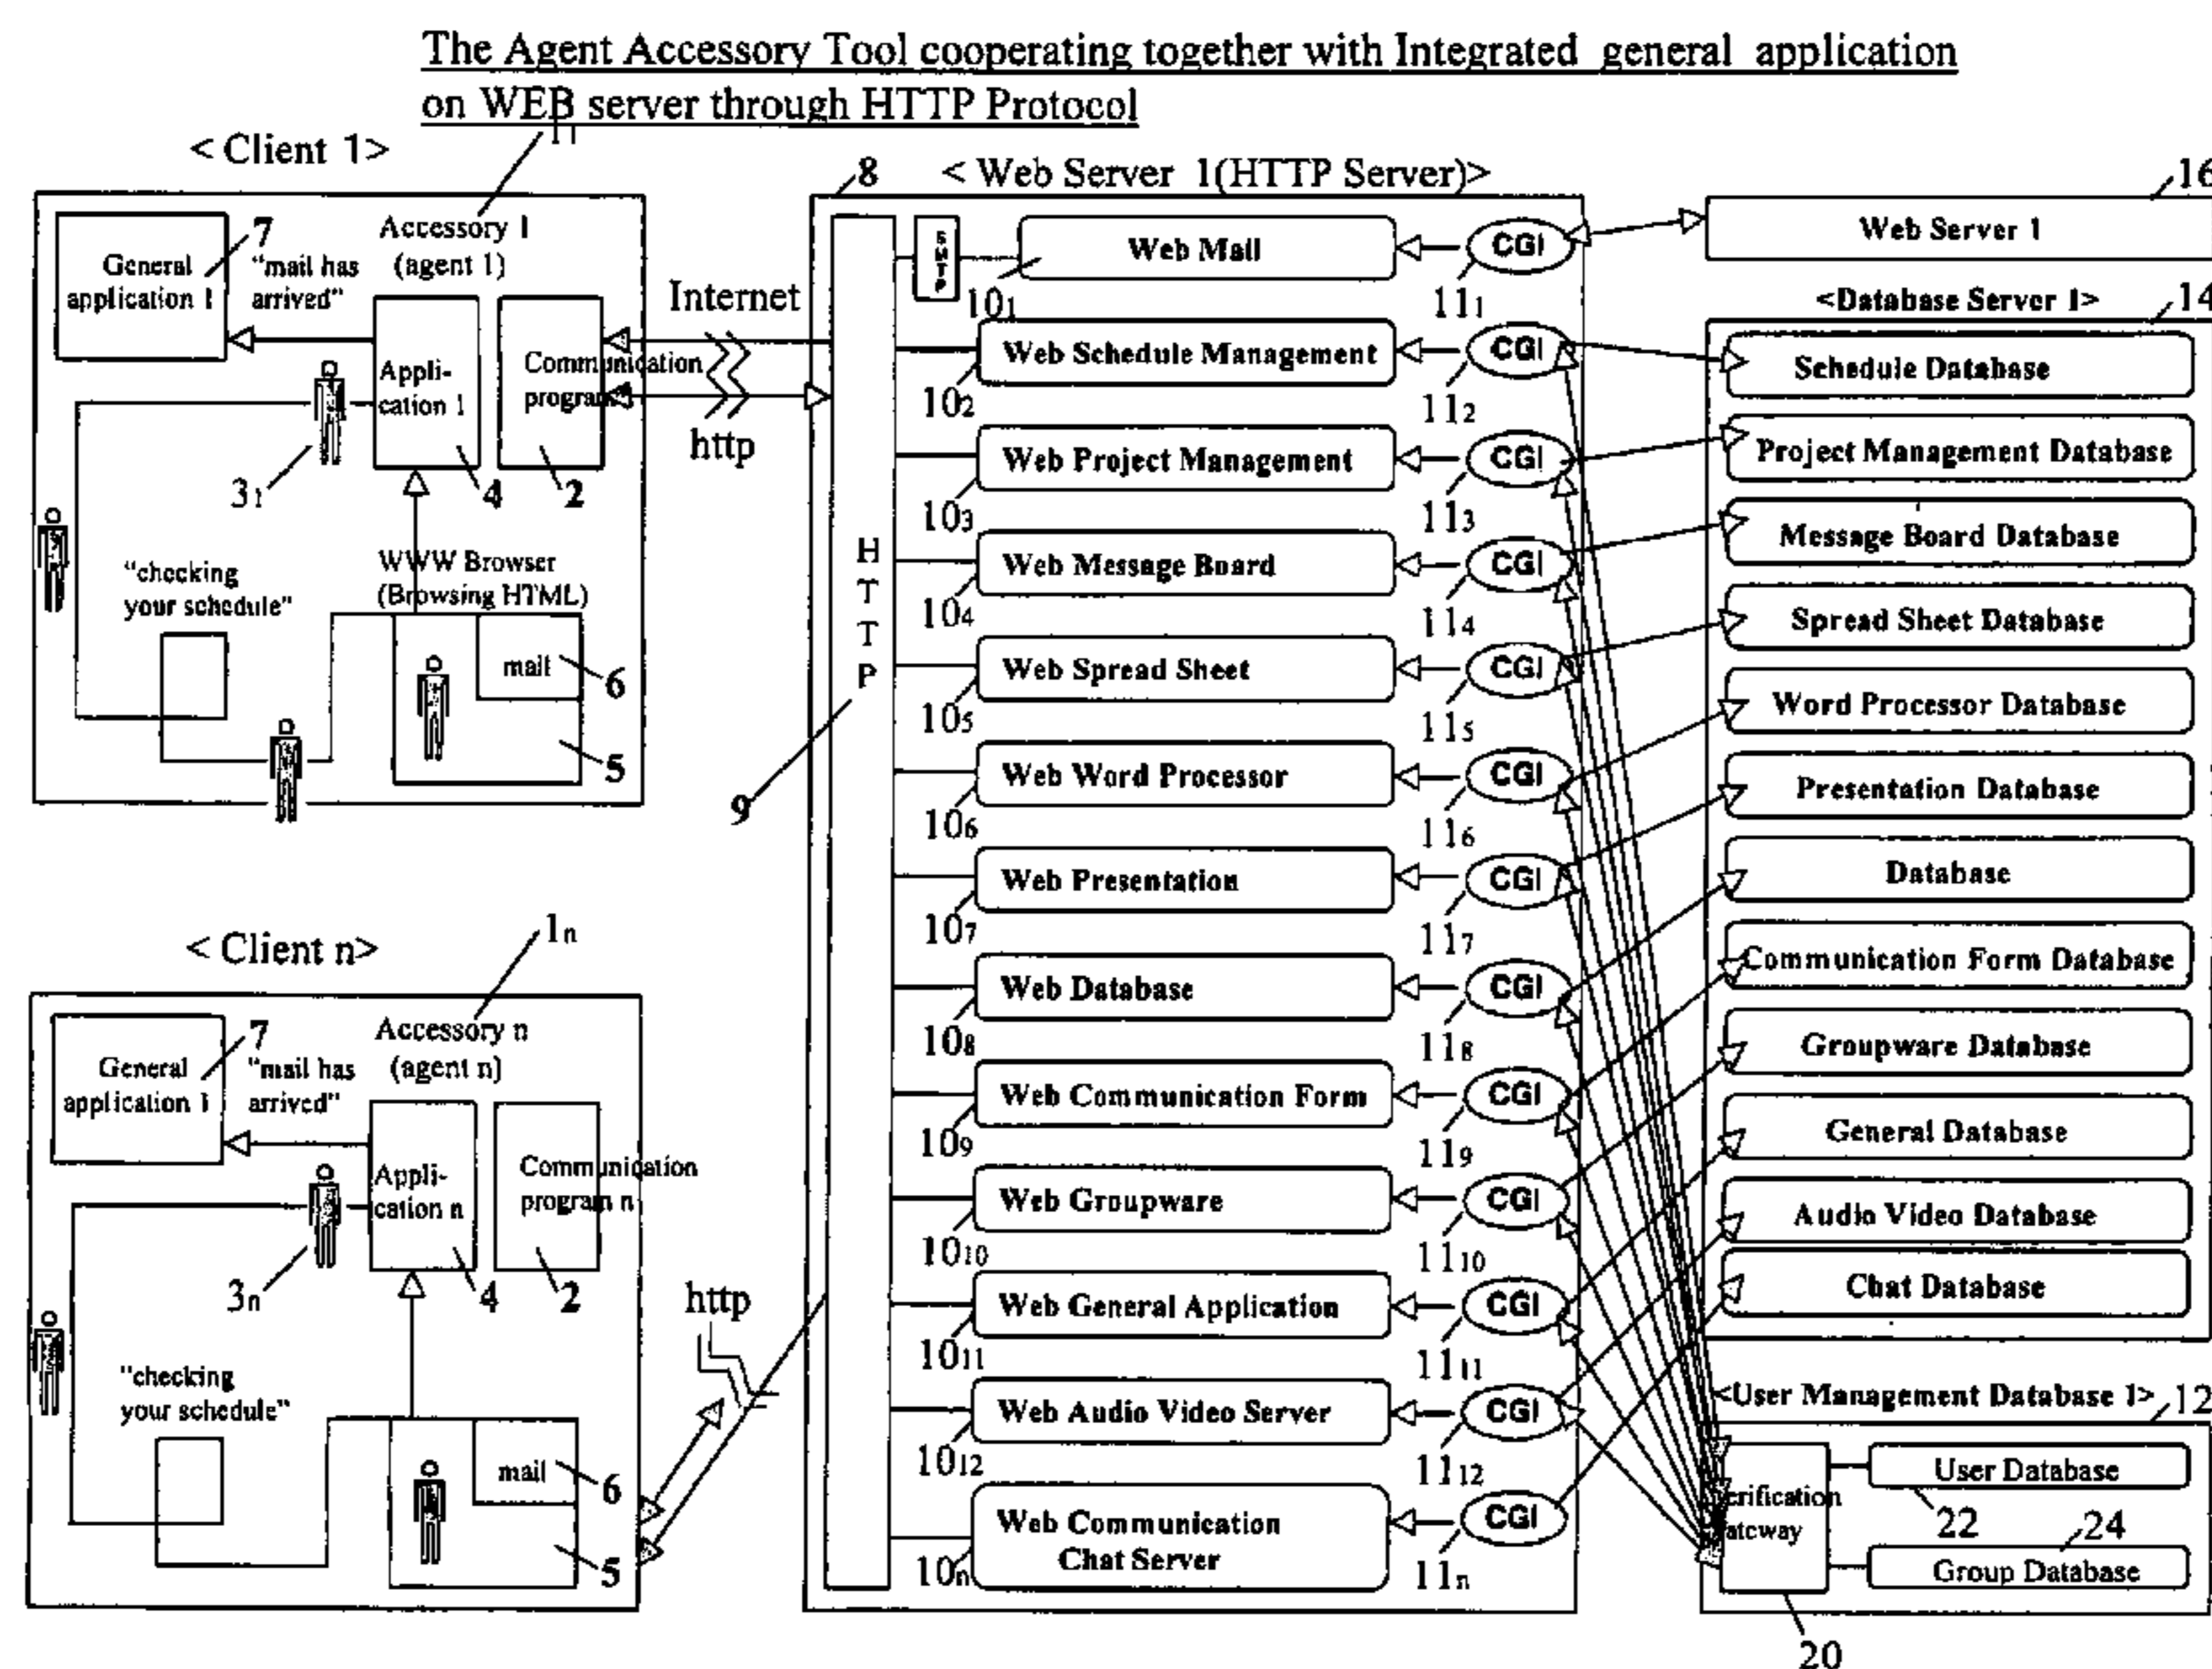 The Agent Accessory Tool cooperating together with Integrated general application
on WEB server through HTTP Protocol
< Client 1>
11
General
application 1
7
"mail has
arrived"
Accessory 1
(agent 1)
Appli-
cation 1
Communication
program
31
4
2
"checking
your schedule"
WWW Browser
(Browsing HTML)
mail
6
5
Internet
http
< Client n>
1n
General
application 1
7
"mail has
arrived"
Accessory n
(agent n)
Appli-
cation n
Communication
program n
3n
4
2
"checking
your schedule"
mail
6
5
http
8
< Web Server 1(HTTP Server)>
HTTP
9
SMTP
Web Mail
101
CGI
111
Web Schedule Management
102
CGI
112
Web Project Management
103
CGI
113
Web Message Board
104
CGI
114
Web Spread Sheet
105
CGI
115
Web Word Processor
106
CGI
116
Web Presentation
107
CGI
117
Web Database
108
CGI
118
Web Communication Form
109
CGI
119
Web Groupware
1010
CGI
1110
Web General Application
1011
CGI
1111
Web Audio Video Server
1012
CGI
1112
Web Communication
Chat Server
10n
CGI
11n
16
Web Server 1
<Database Server 1>
14
Schedule Database
Project Management Database
Message Board Database
Spread Sheet Database
Word Processor Database
Presentation Database
Database
Communication Form Database
Groupware Database
General Database
Audio Video Database
Chat Database
<User Management Database 1>
12
erification
ateway
User Database
22
24
Group Database
20